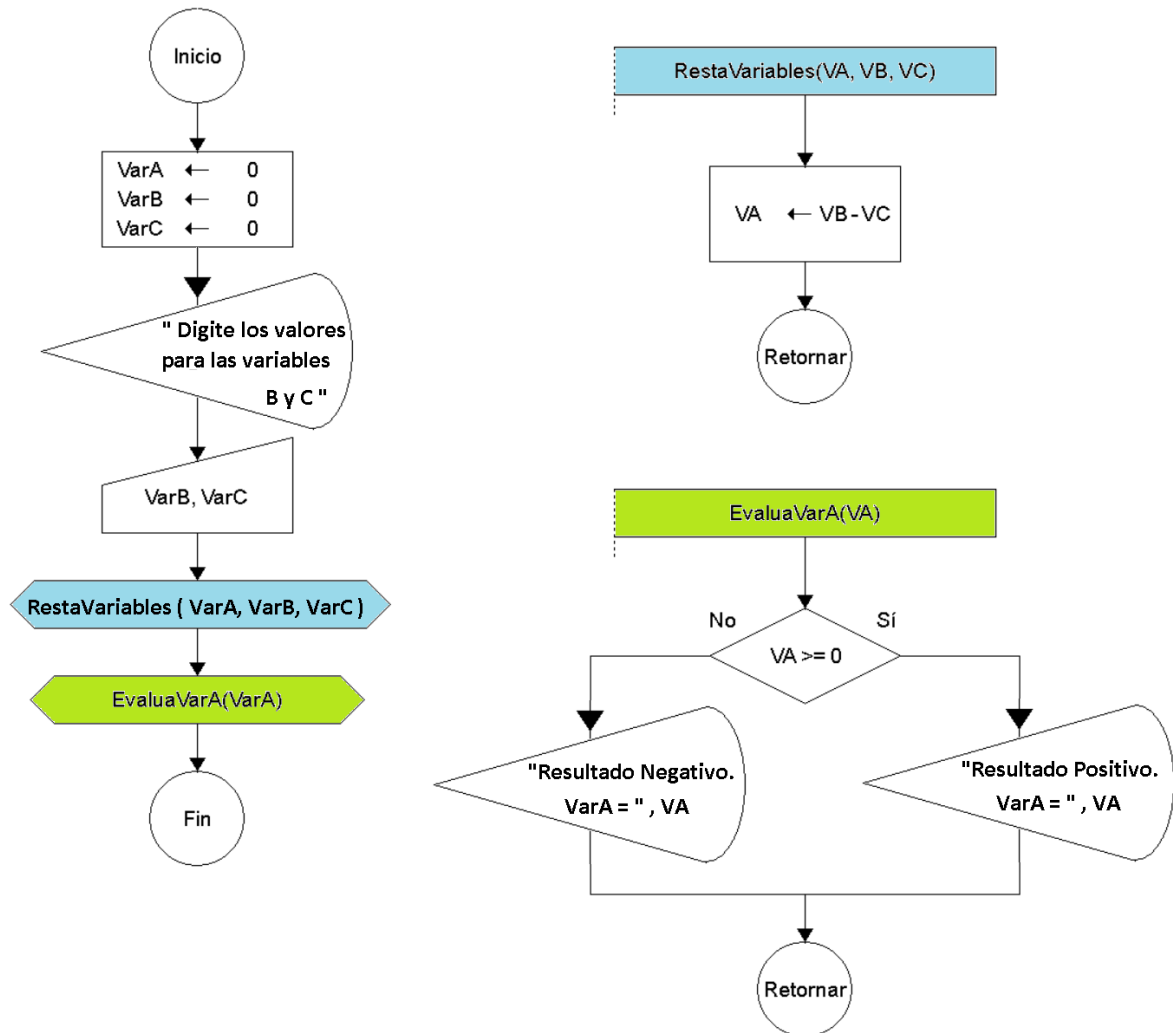 Inicio
VarA ← 0
VarB ← 0
VarC ← 0
" Digite los valores
para las variables
B y C "
VarB, VarC
RestaVariables ( VarA, VarB, VarC )
EvaluaVarA(VarA)
Fin
RestaVariables(VA, VB, VC)
VA ← VB - VC
Retornar
EvaluaVarA(VA)
No
Sí
VA >= 0
"Resultado Negativo.
VarA = " , VA
"Resultado Positivo.
VarA = " , VA
Retornar